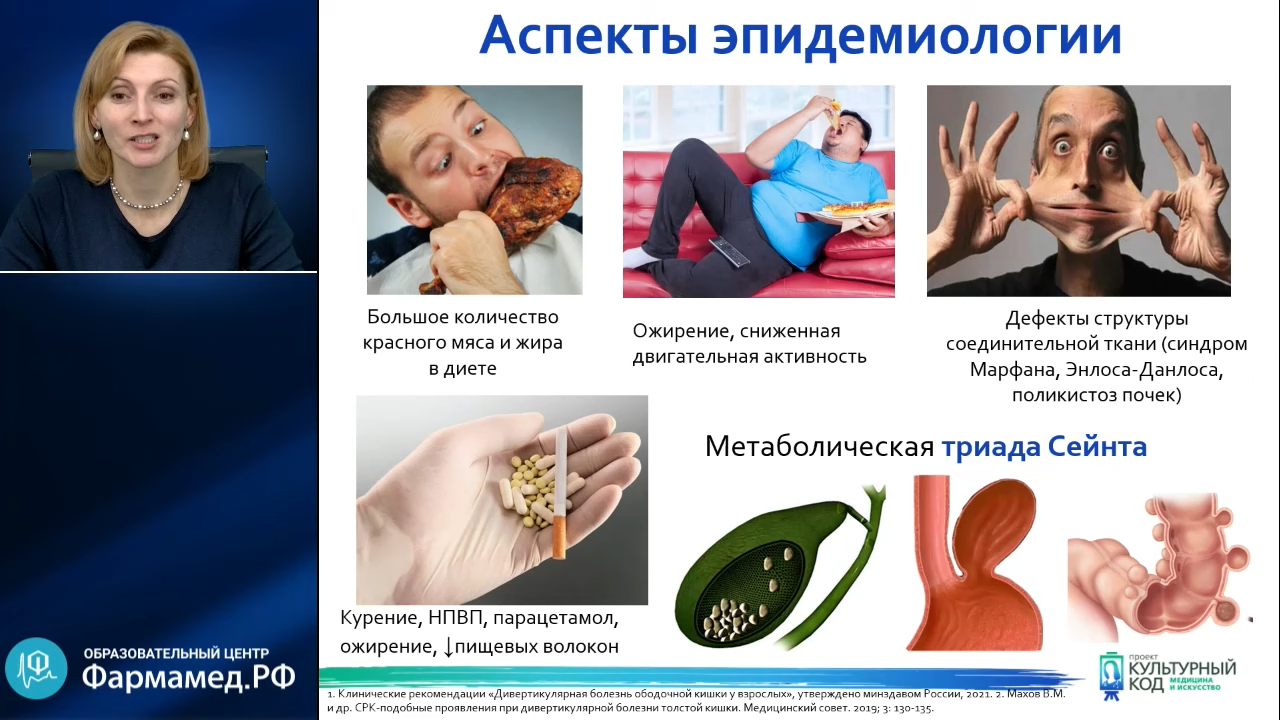 Аспекты эпидемиологии
Большое количество
красного мяса и жира
в диете
Ожирение, сниженная
двигательная активность
Дефекты структуры
соединительной ткани (синдром
Марфана, Энлоса-Данлоса,
поликистоз почек)
Метаболическая триада Сейнта
Курение, НПВП, парацетамол,
ожирение, ↓пищевых волокон
ОБРАЗОВАТЕЛЬНЫЙ ЦЕНТР
Фармамед.РФ
проект
КУЛЬТУРНЫЙ
КОД МЕДИЦИНА
И ИСКУССТВО
1. Клинические рекомендации «Дивертикулярная болезнь ободочной кишки у взрослых», утверждено минздравом России, 2021. 2. Махов В.М.
и др. СРК-подобные проявления при дивертикулярной болезни толстой кишки. Медицинский совет. 2019; 3: 130-135.